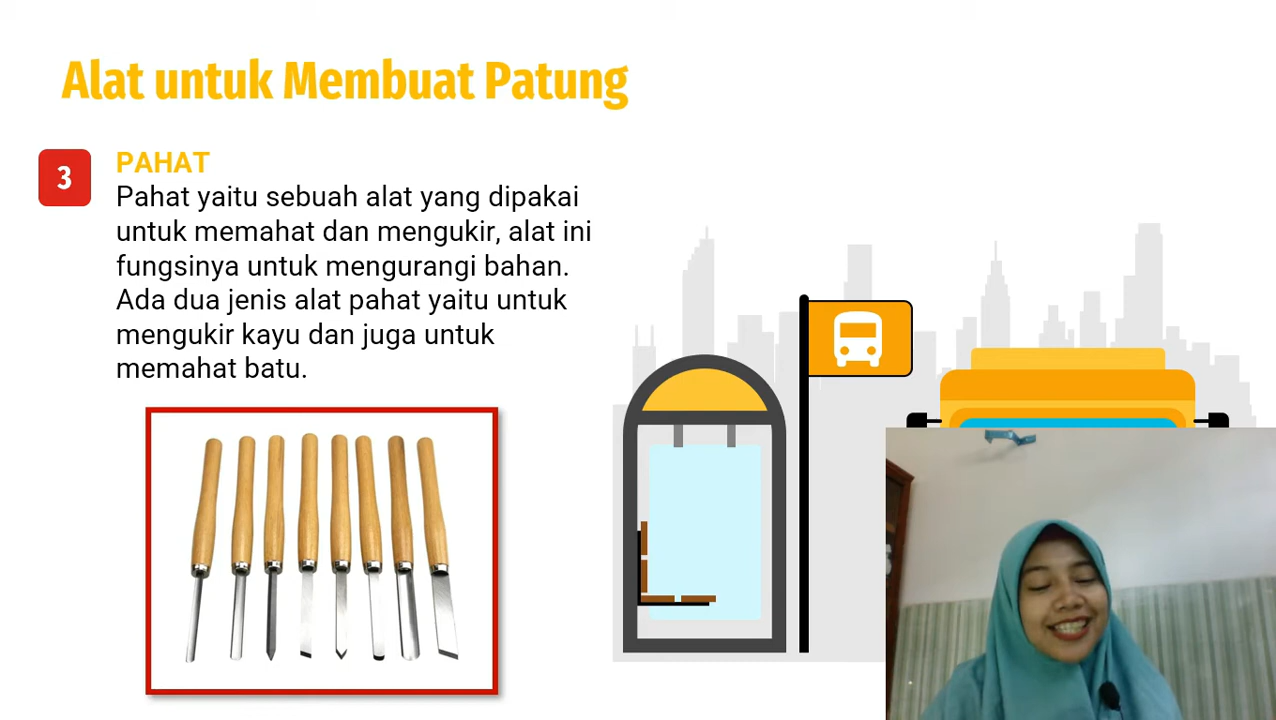 Alat untuk Membuat Patung
3
PAHAT
Pahat yaitu sebuah alat yang dipakai
untuk memahat dan mengukir, alat ini
fungsinya untuk mengurangi bahan.
Ada dua jenis alat pahat yaitu untuk
mengukir kayu dan juga untuk
memahat batu.